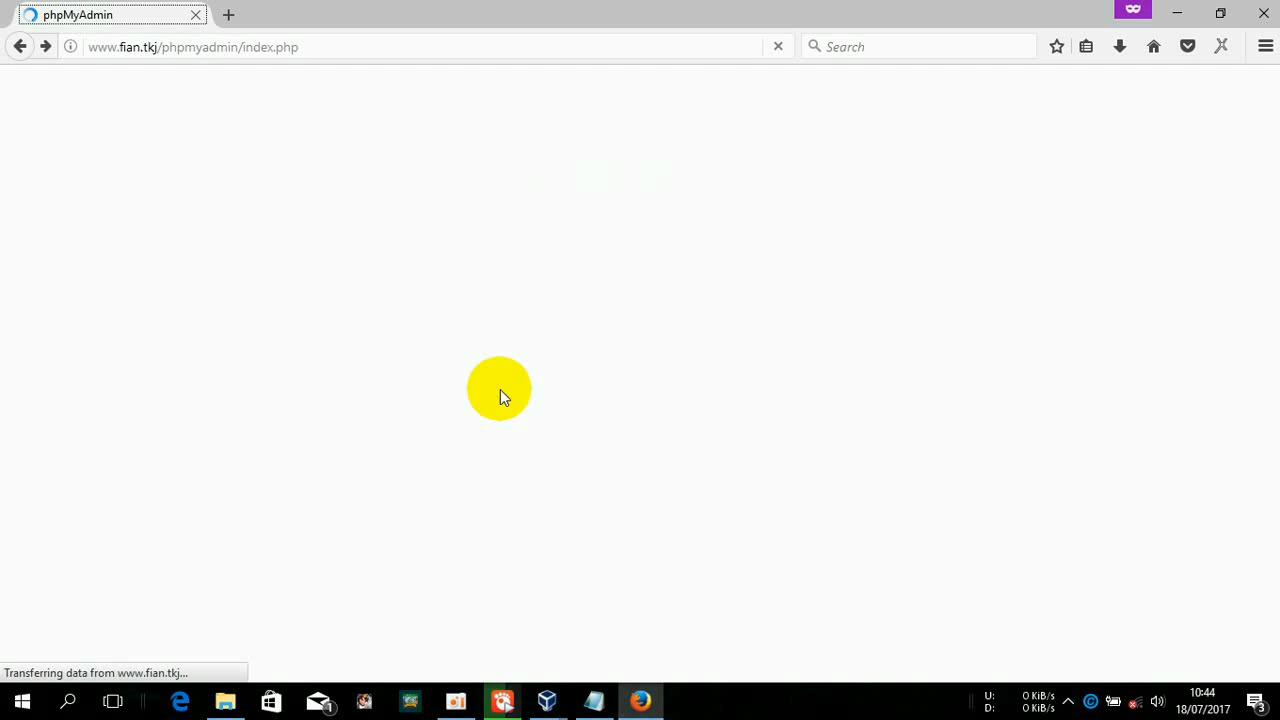 phpMyAdmin
www.fian.tkj/phpmyadmin/index.php
Search
Transferring data from www.fian.tkj...
U: 0 KiB/s
D: 0 KiB/s
10:44
18/07/2017
1
3